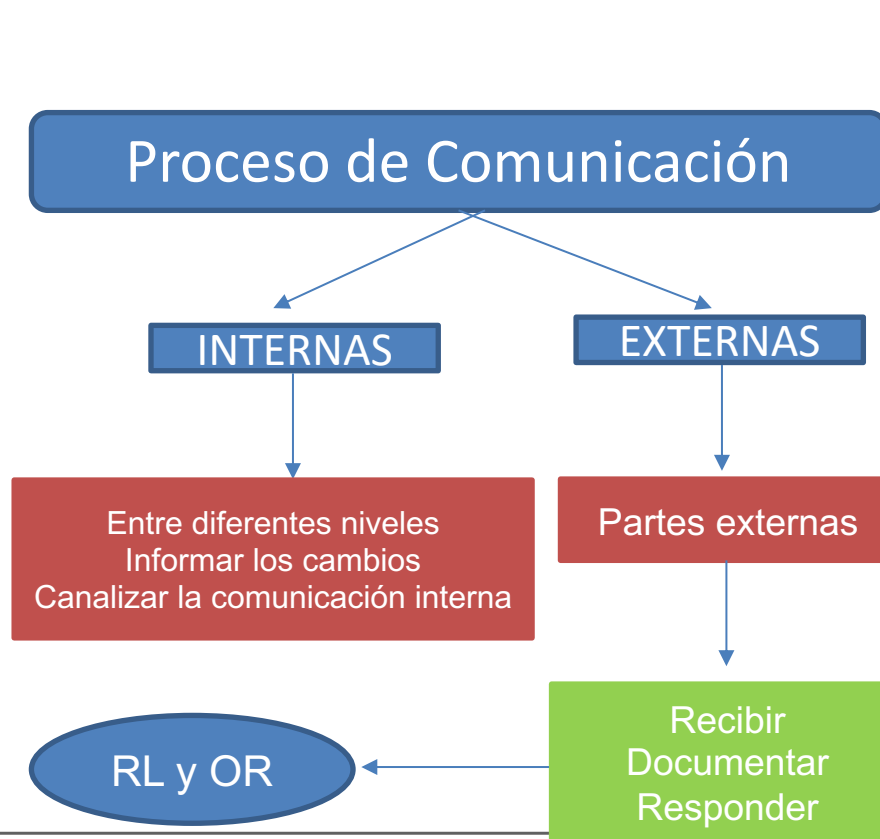 Proceso de Comunicación
INTERNAS
EXTERNAS
Entre diferentes niveles
Informar los cambios
Canalizar la comunicación interna
Partes externas
Recibir
Documentar
Responder
RL y OR